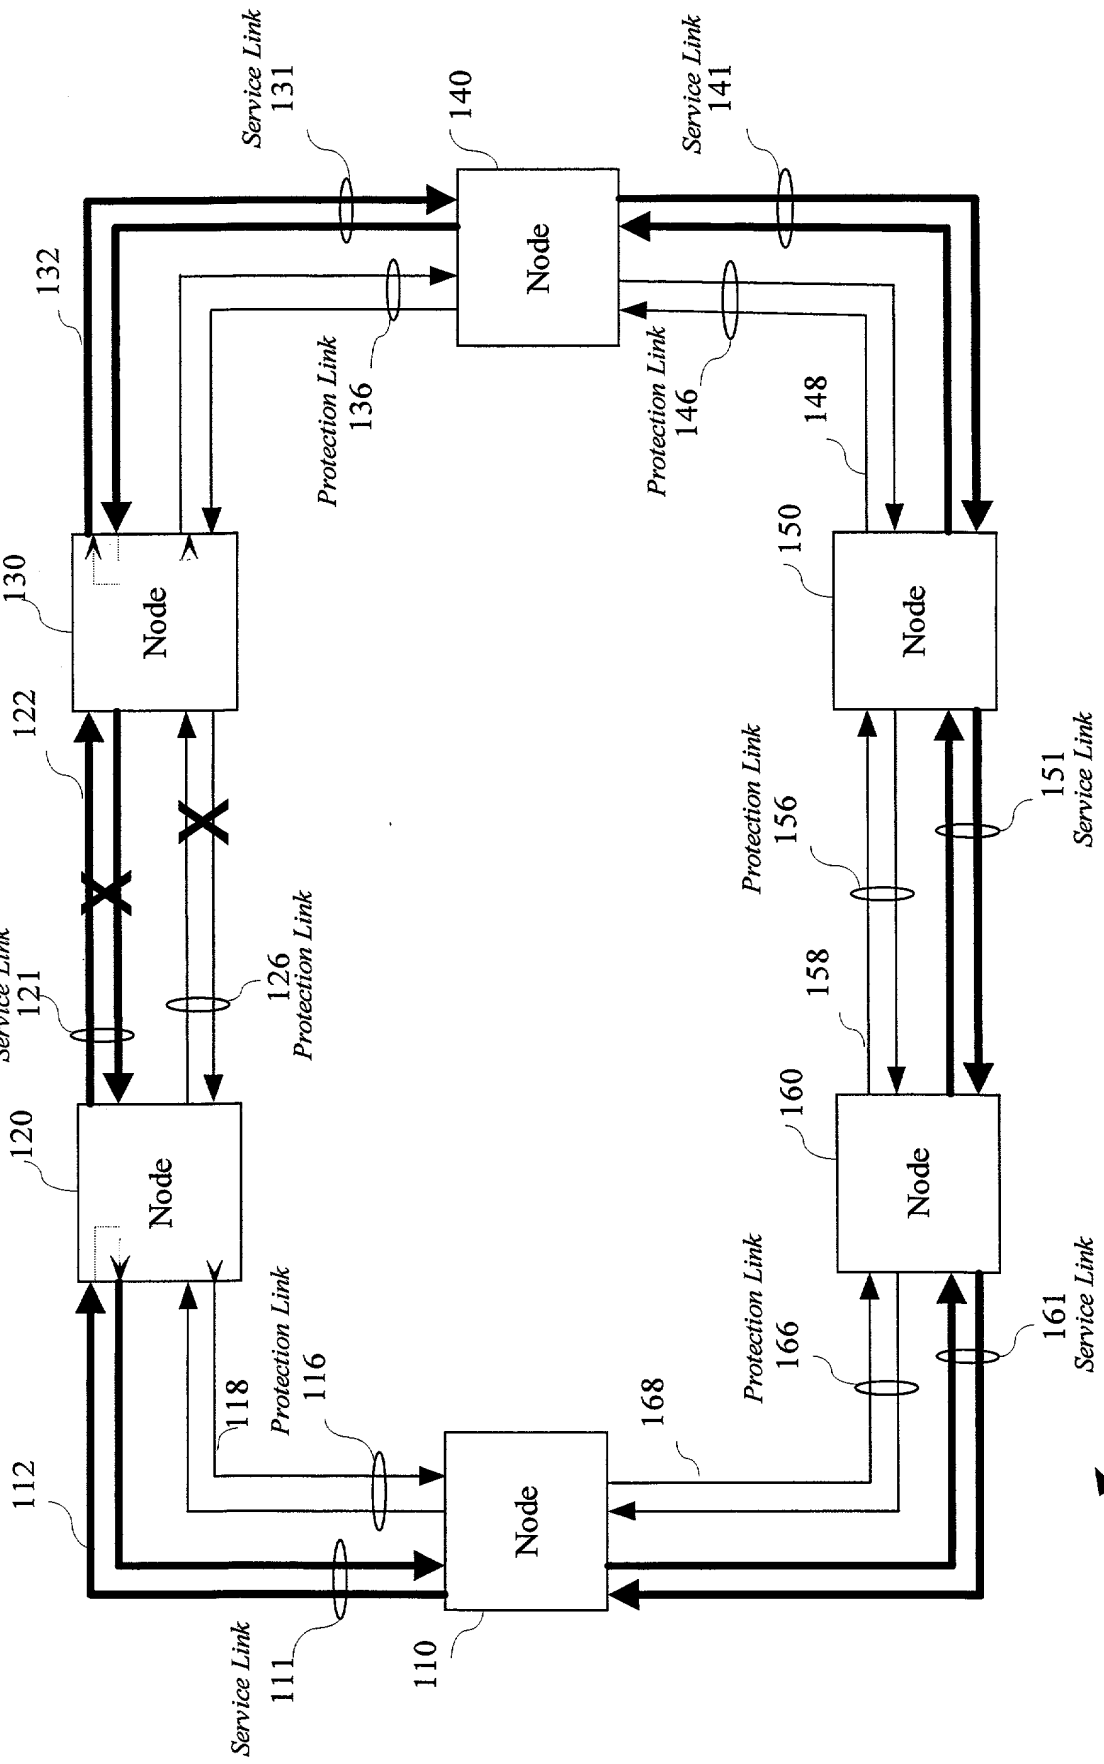 Service Link
121
120
122
130
112
132
Node
Node
118
Protection Link
116
126
Protection Link
Service Link
111
Service Link
131
Protection Link
136
110
140
Node
Node
168
Protection Link
146
Service Link
141
Protection Link
166
158
Protection Link
156
148
160
150
Node
Node
161
Service Link
151
Service Link